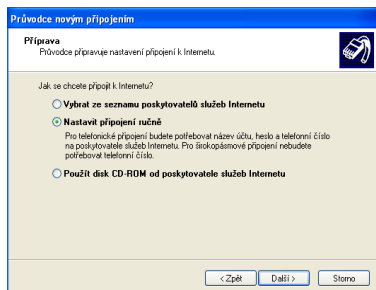 Průvodce novým připojením
Příprava
Průvodce připravuje nastavení připojení k Internetu.
Jak se chcete připojit k Internetu?
Vybrat ze seznamu poskytovatelů služeb Internetu
Nastavit připojení ručně
Pro telefonické připojení budete potřebovat název účtu, heslo a telefonní číslo
na poskytovatele služeb Internetu. Pro širokopásmové připojení nebudete
potřebovat telefonní číslo.
Použít disk CD-ROM od poskytovatele služeb Internetu
< Zpět
Další >
Storno